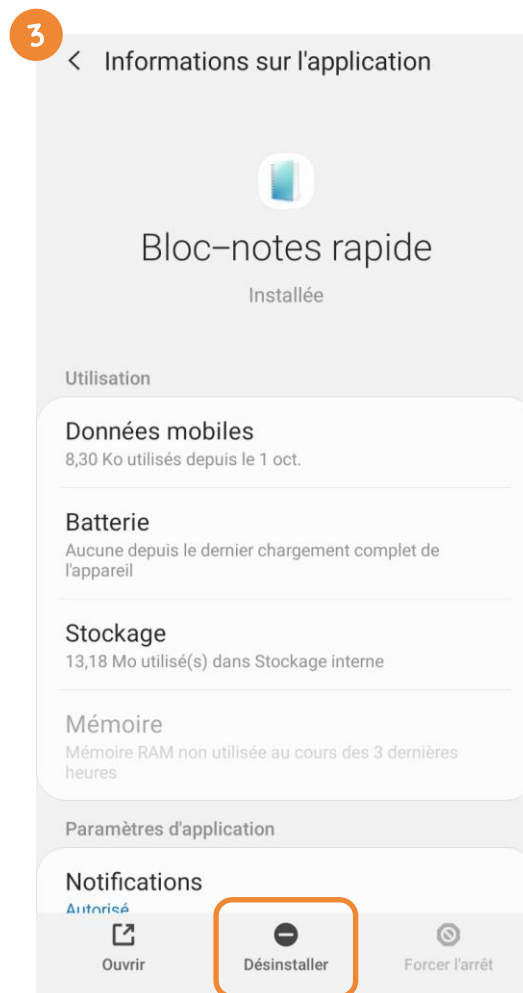 3
Informations sur l'application
Bloc-notes rapide
Installée
Utilisation
Données mobiles
8,30 Ko utilisés depuis le 1 oct.
Batterie
Aucune depuis le dernier chargement complet de
l'appareil
Stockage
13,18 Mo utilisé(s) dans Stockage interne
Mémoire
Mémoire RAM non utilisée au cours des 3 dernières
heures
Paramètres d'application
Notifications
Autorisé
Ouvrir
Désinstaller
Forcer l'arrêt